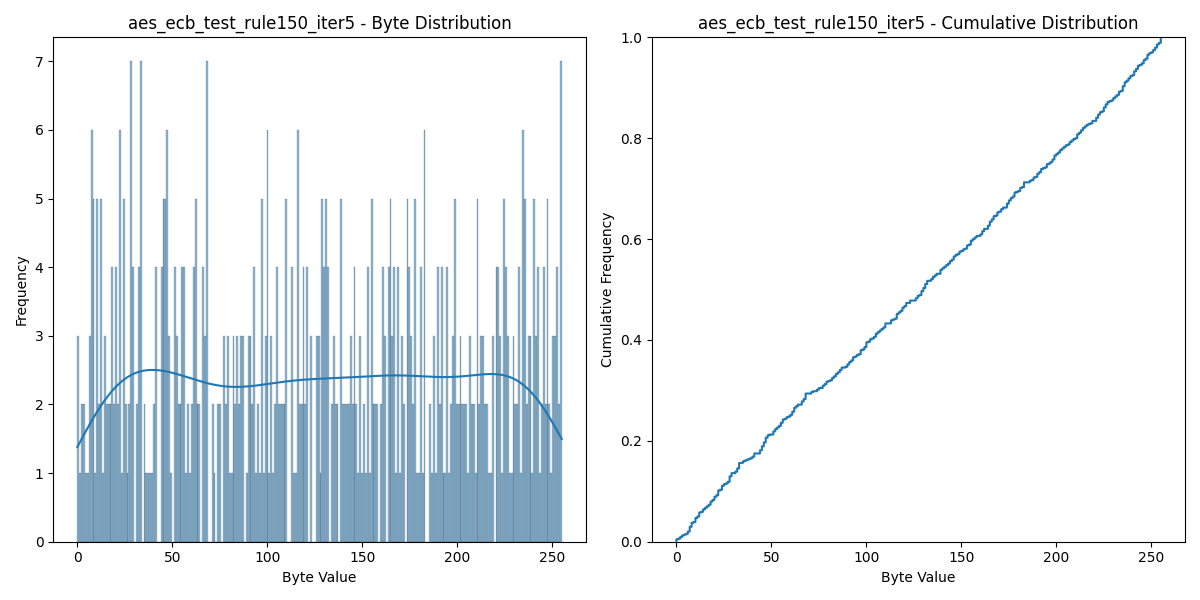 aes_ecb_test_rule150_iter5 - Byte Distribution
Frequency
7
6
5
4
3
2
1
0
0 50 100 150 200 250
Byte Value
aes_ecb_test_rule150_iter5 - Cumulative Distribution
Cumulative Frequency
1.0
0.8
0.6
0.4
0.2
0.0
0 50 100 150 200 250
Byte Value